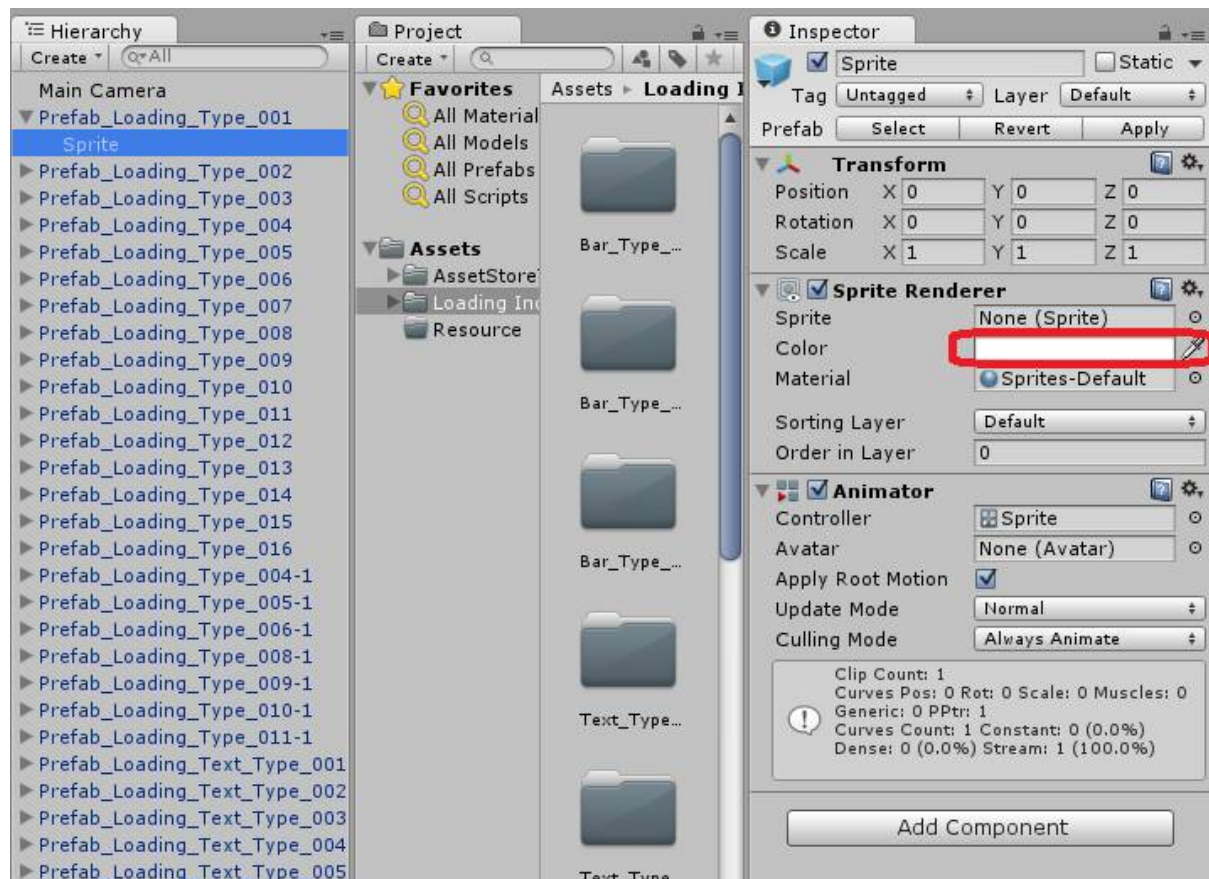 Hierarchy
Create
All
Main Camera
Prefab_Loading_Type_001
Sprite
Prefab_Loading_Type_002
Prefab_Loading_Type_003
Prefab_Loading_Type_004
Prefab_Loading_Type_005
Prefab_Loading_Type_006
Prefab_Loading_Type_007
Prefab_Loading_Type_008
Prefab_Loading_Type_009
Prefab_Loading_Type_010
Prefab_Loading_Type_011
Prefab_Loading_Type_012
Prefab_Loading_Type_013
Prefab_Loading_Type_014
Prefab_Loading_Type_015
Prefab_Loading_Type_016
Prefab_Loading_Type_004-1
Prefab_Loading_Type_005-1
Prefab_Loading_Type_006-1
Prefab_Loading_Type_008-1
Prefab_Loading_Type_009-1
Prefab_Loading_Type_010-1
Prefab_Loading_Type_011-1
Prefab_Loading_Text_Type_001
Prefab_Loading_Text_Type_002
Prefab_Loading_Text_Type_003
Prefab_Loading_Text_Type_004
Prefab_Loading_Text_Type_005
Project
Create
Favorites
All Material
All Models
All Prefabs
All Scripts
Assets
AssetStore
Loading In
Resource
Assets Loading I
Bar_Type_...
Bar_Type_...
Bar_Type_...
Text_Type...
Text_Type
Inspector
Sprite Static
Tag Untagged Layer Default
Prefab Select Revert Apply
Transform
Position X 0 Y 0 Z 0
Rotation X 0 Y 0 Z 0
Scale X 1 Y 1 Z 1
Sprite Renderer
Sprite None (Sprite)
Color
Material Sprites-Default
Sorting Layer Default
Order in Layer 0
Animator
Controller Sprite
Avatar None (Avatar)
Apply Root Motion
Update Mode Normal
Culling Mode Always Animate
Clip Count: 1
Curves Pos: 0 Rot: 0 Scale: 0 Muscles: 0
Generic: 0 PPtr: 1
Curves Count: 1 Constant: 0 (0.0%)
Dense: 0 (0.0%) Stream: 1 (100.0%)
Add Component